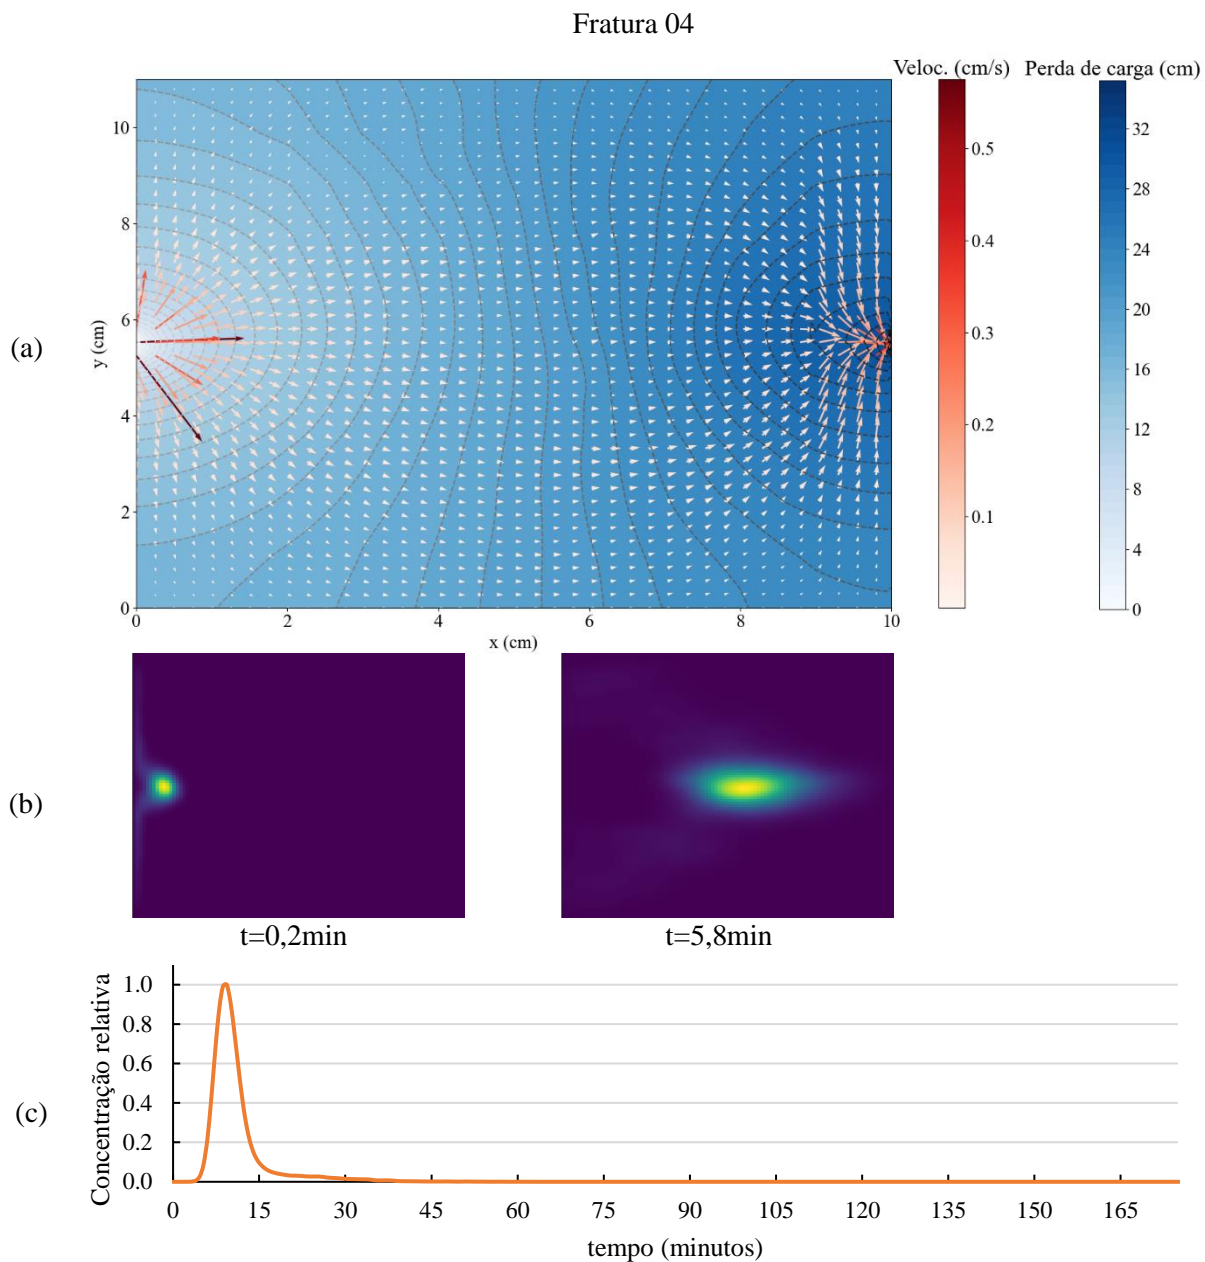 Fratura 04
Veloc. (cm/s) Perda de carga (cm)
10
8
6
4
2
0
y (cm)
0 2 4 6 8 10
x (cm)
0.5
0.4
0.3
0.2
0.1
32
28
24
20
16
12
8
4
0
(a)
(b)
t=0,2min t=5,8min
(c)
Concentração relativa
1.0
0.8
0.6
0.4
0.2
0.0
0 15 30 45 60 75 90 105 120 135 150 165
tempo (minutos)